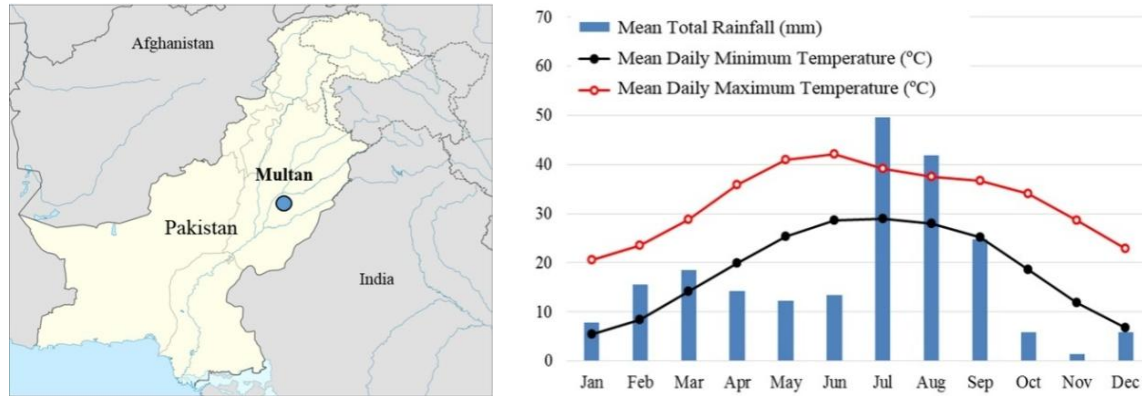 Afghanistan
Multan
Pakistan
India
70
60
50
40
30
20
10
0
Mean Total Rainfall (mm)
Mean Daily Minimum Temperature (ºC)
Mean Daily Maximum Temperature (ºC)
Jan Feb Mar Apr May Jun Jul Aug Sep Oct Nov Dec